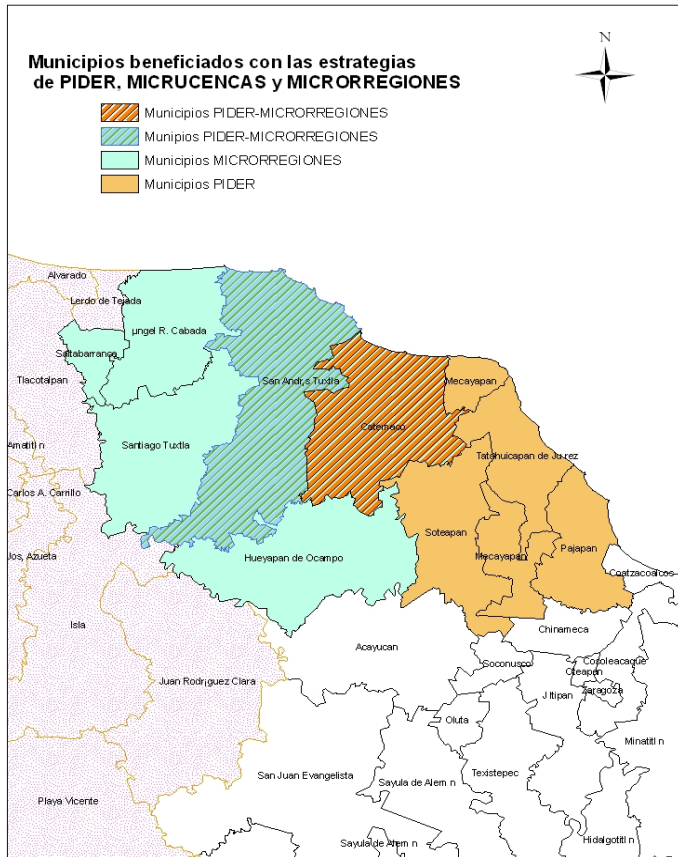 N
Municipios beneficiados con las estrategias
de PIDER, MICRUCENCAS y MICRORREGIONES
Municipios PIDER-MICRORREGIONES
Munipios PIDER-MICRORREGIONES
Municipios MICRORREGIONES
Municipios PIDER
Alvarado
Lerdo de Tejada
µngel R. Cabada
Saltabarranca
Tlacotalpan
San Andr‚s Tuxtla
Mecayapan
Catemaco
Santiago Tuxtla
Amatitl n
Tatahuicapan de Ju rez
Carlos A. Carrillo
Soteapan
Mecayapan
Pajapan
Jos‚ Azueta
Hueyapan de Ocampo
Coatzacoalcos
Isla
Chinameca
Acayucan
Soconusco
Cosoleacaque
Oteapan
Juan Rodr¡guez Clara
J ltipan
Zaragoza
Oluta
Minatitl n
San Juan Evangelista
Sayula de Alem n
Texistepec
Playa Vicente
Sayula de Alem n
Hidalgotitl n